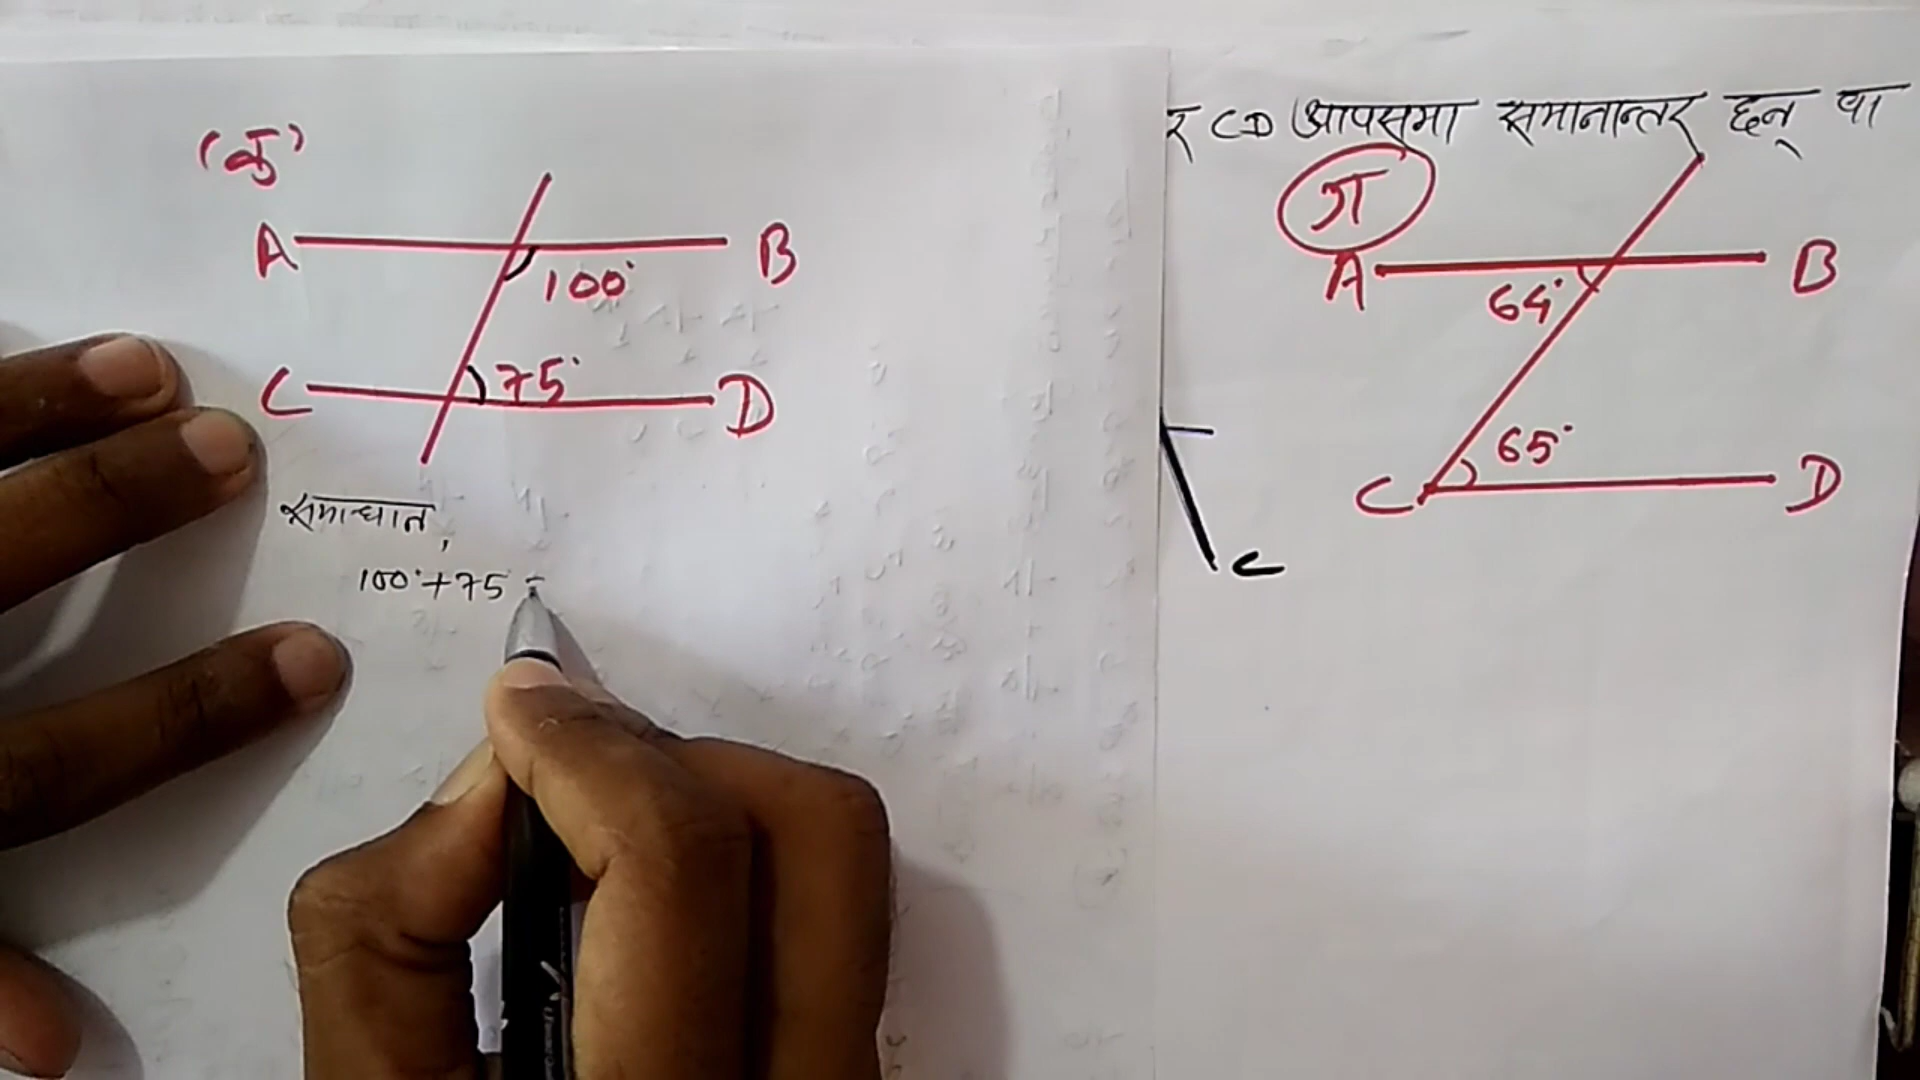 (क)
A
B
100°
75°
C
D
समाधान,
100°+75 =
र CD आपसमा समानान्तर छन् वा
ग
A
B
64°
65°
C
D
C